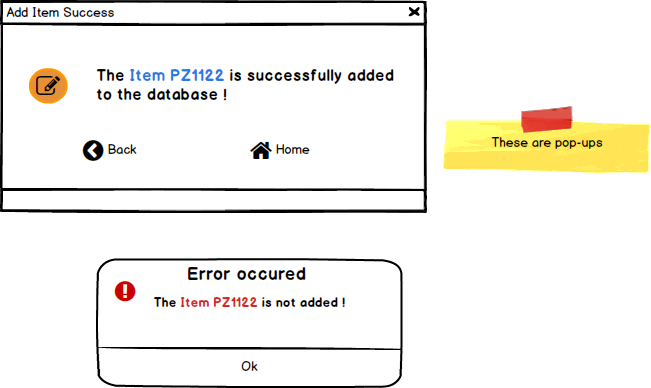 Add Item Success
The Item PZ1122 is successfully added
to the database !
Back
Home
These are pop-ups
Error occured
The Item PZ1122 is not added !
Ok